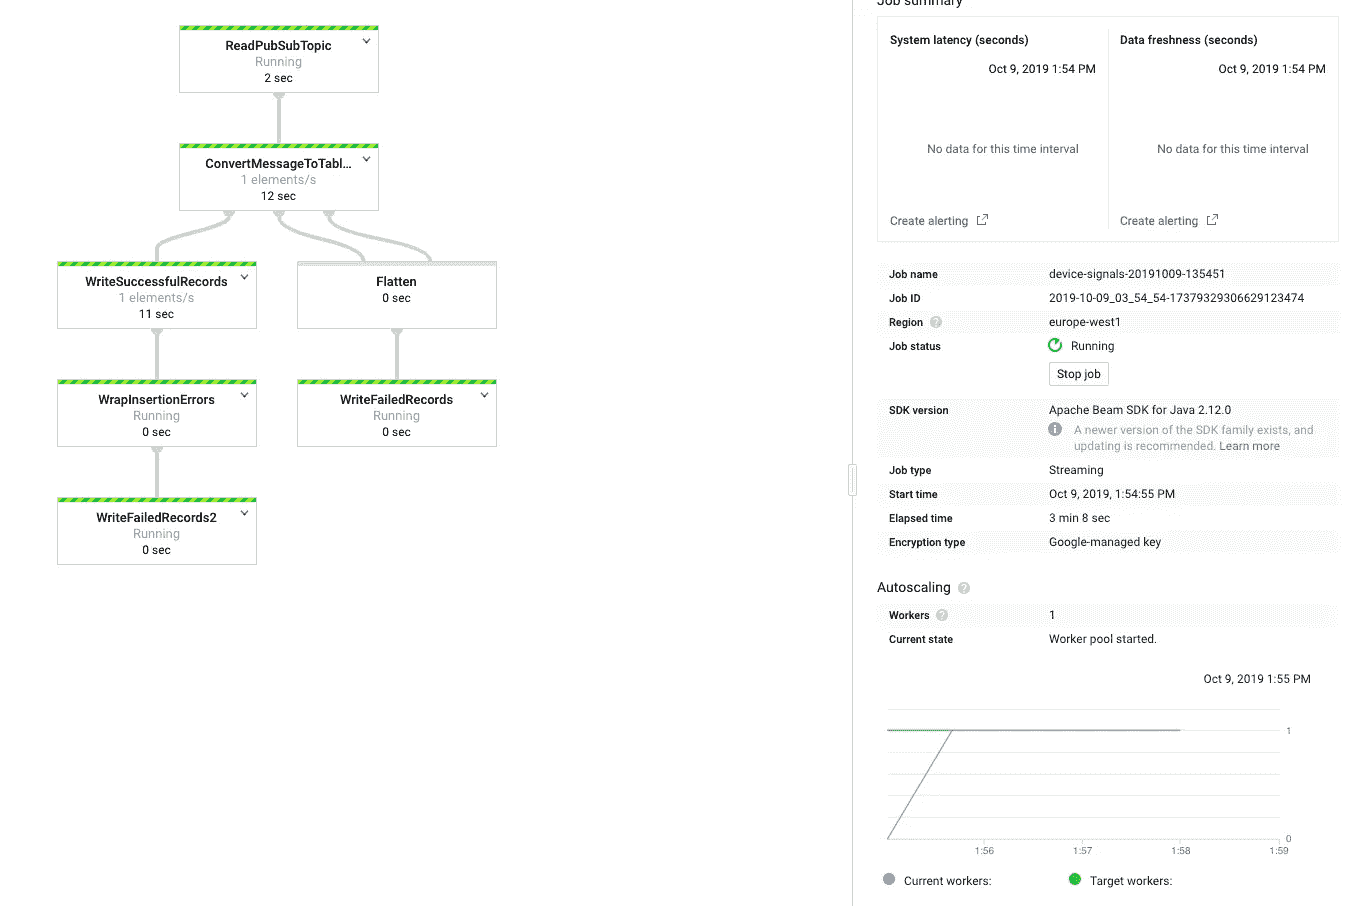 ReadPubSubTopic
Running
2 sec
ConvertMessageToTabl...
1 elements/s
12 sec
WriteSuccessfulRecords
1 elements/s
11 sec
Flatten
0 sec
WrapInsertionErrors
Running
0 sec
WriteFailedRecords
Running
0 sec
WriteFailedRecords2
Running
0 sec
Job summary
System latency (seconds)
Oct 9, 2019 1:54 PM
No data for this time interval
Create alerting
Data freshness (seconds)
Oct 9, 2019 1:54 PM
No data for this time interval
Create alerting
Job name device-signals-20191009-135451
Job ID 2019-10-09_03_54_54-17379329306629123474
Region europe-west1
Job status Running
Stop job
SDK version Apache Beam SDK for Java 2.12.0
A newer version of the SDK family exists, and
updating is recommended. Learn more
Job type Streaming
Start time Oct 9, 2019, 1:54:55 PM
Elapsed time 3 min 8 sec
Encryption type Google-managed key
Autoscaling
Workers 1
Current state Worker pool started.
Oct 9, 2019 1:55 PM
1
0
1:56 1:57 1:58 1:59
Current workers: Target workers: